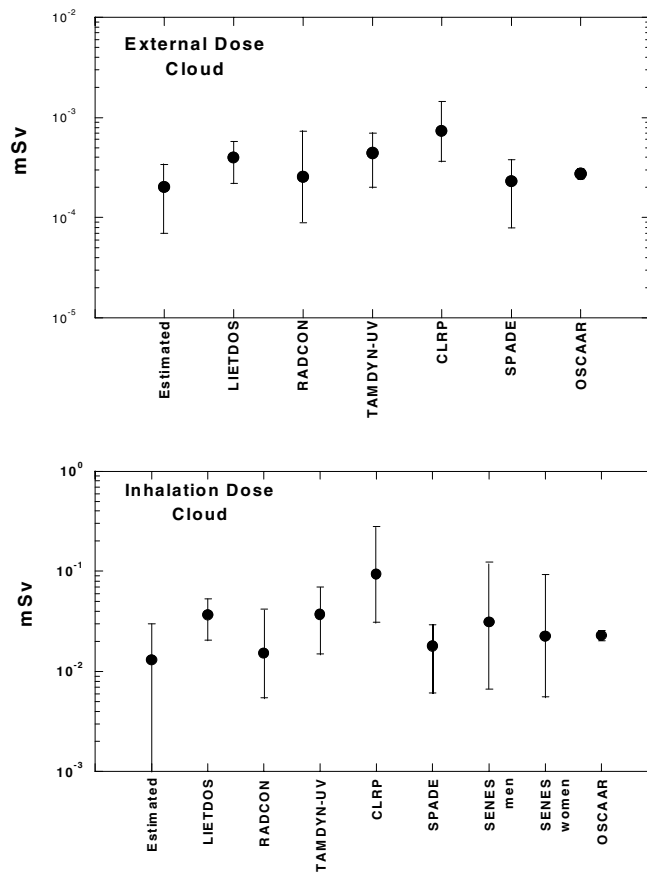 External Dose
Cloud
mSv
10-2
10-3
10-4
10-5
Estimated
LIETDOS
RADCON
TAMDYN-UV
CLRP
SPADE
OSCAAR
Inhalation Dose
Cloud
mSv
100
10-1
10-2
10-3
Estimated
LIETDOS
RADCON
TAMDYN-UV
CLRP
SPADE
SENES
men
SENES
women
OSCAAR